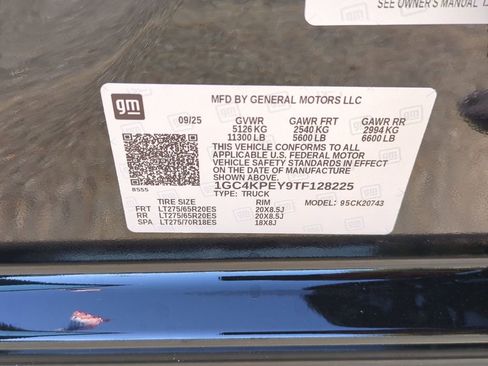 SEE OWNER'S MANUAL
gm
MFD BY GENERAL MOTORS LLC
09/25 GVWR GAWR FRT GAWR RR
5126 KG 2540 KG 2994 KG
11300 LB 5600 LB 6600 LB
THIS VEHICLE CONFORMS TO ALL
APPLICABLE U.S. FEDERAL MOTOR
VEHICLE SAFETY STANDARDS IN EFFECT
ON THE DATE OF MANUFACTURE SHOWN ABOVE.
1GC4KPEY9TF128225
8555 TYPE: TRUCK
TIRE SIZE RIM MODEL: 95CK20743
FRT LT275/65R20ES 20X8.5J
RR LT275/65R20ES 20X8.5J
SPA LT275/70R18ES 18X8J